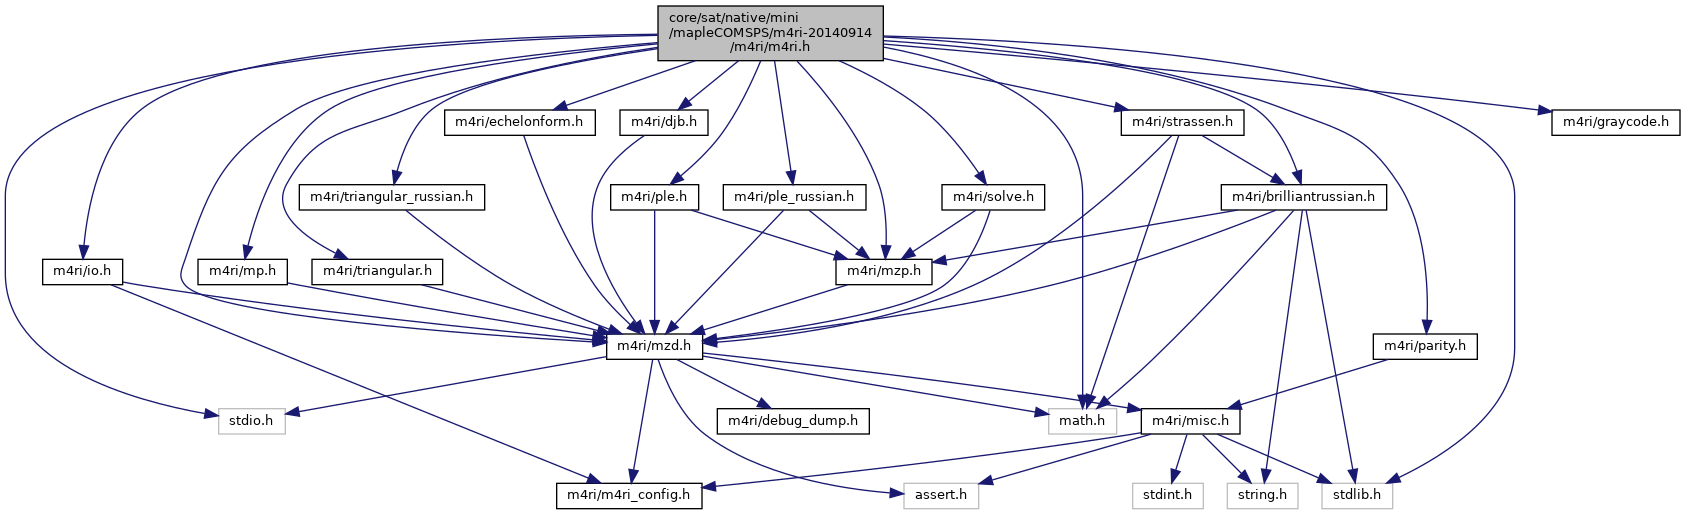 core/sat/native/mini
/mapleCOMSPS/m4ri-20140914
/m4ri/m4ri.h
m4ri/echelonform.h
m4ri/djb.h
m4ri/strassen.h
m4ri/graycode.h
m4ri/triangular_russian.h
m4ri/ple.h
m4ri/ple_russian.h
m4ri/solve.h
m4ri/brilliantrussian.h
m4ri/io.h
m4ri/mp.h
m4ri/triangular.h
m4ri/mzp.h
m4ri/mzd.h
m4ri/parity.h
stdio.h
m4ri/debug_dump.h
math.h
m4ri/misc.h
m4ri/m4ri_config.h
assert.h
stdint.h
string.h
stdlib.h